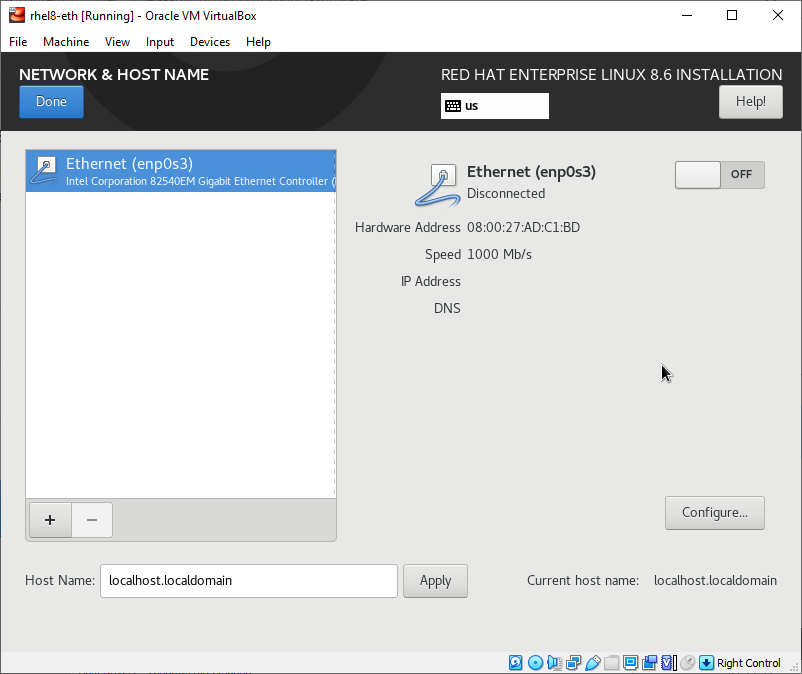 rhel8-eth [Running] - Oracle VM VirtualBox
File Machine View Input Devices Help
NETWORK & HOST NAME
RED HAT ENTERPRISE LINUX 8.6 INSTALLATION
Done
us
Help!
Ethernet (enp0s3)
Intel Corporation 82540EM Gigabit Ethernet Controller (
Ethernet (enp0s3)
Disconnected
OFF
Hardware Address 08:00:27:AD:C1:BD
Speed 1000 Mb/s
IP Address
DNS
+ −
Configure...
Host Name: localhost.localdomain Apply Current host name: localhost.localdomain
Right Control